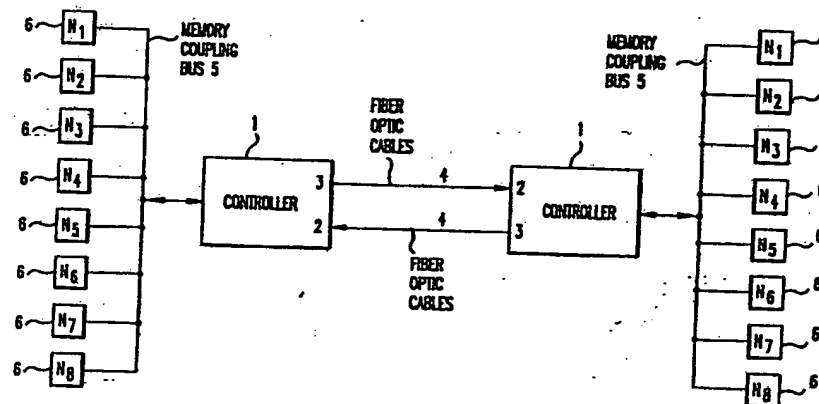 6 N1
6 N2
6 N3
6 N4
6 N5
6 N6
6 N7
6 N8
MEMORY
COUPLING
BUS 5
1
CONTROLLER
3
2
FIBER
OPTIC
CABLES
4
4
FIBER
OPTIC
CABLES
1
2
CONTROLLER
3
MEMORY
COUPLING
BUS 5
N1
N2
N3
N4
N5 6
N6 6
N7 6
N8 6